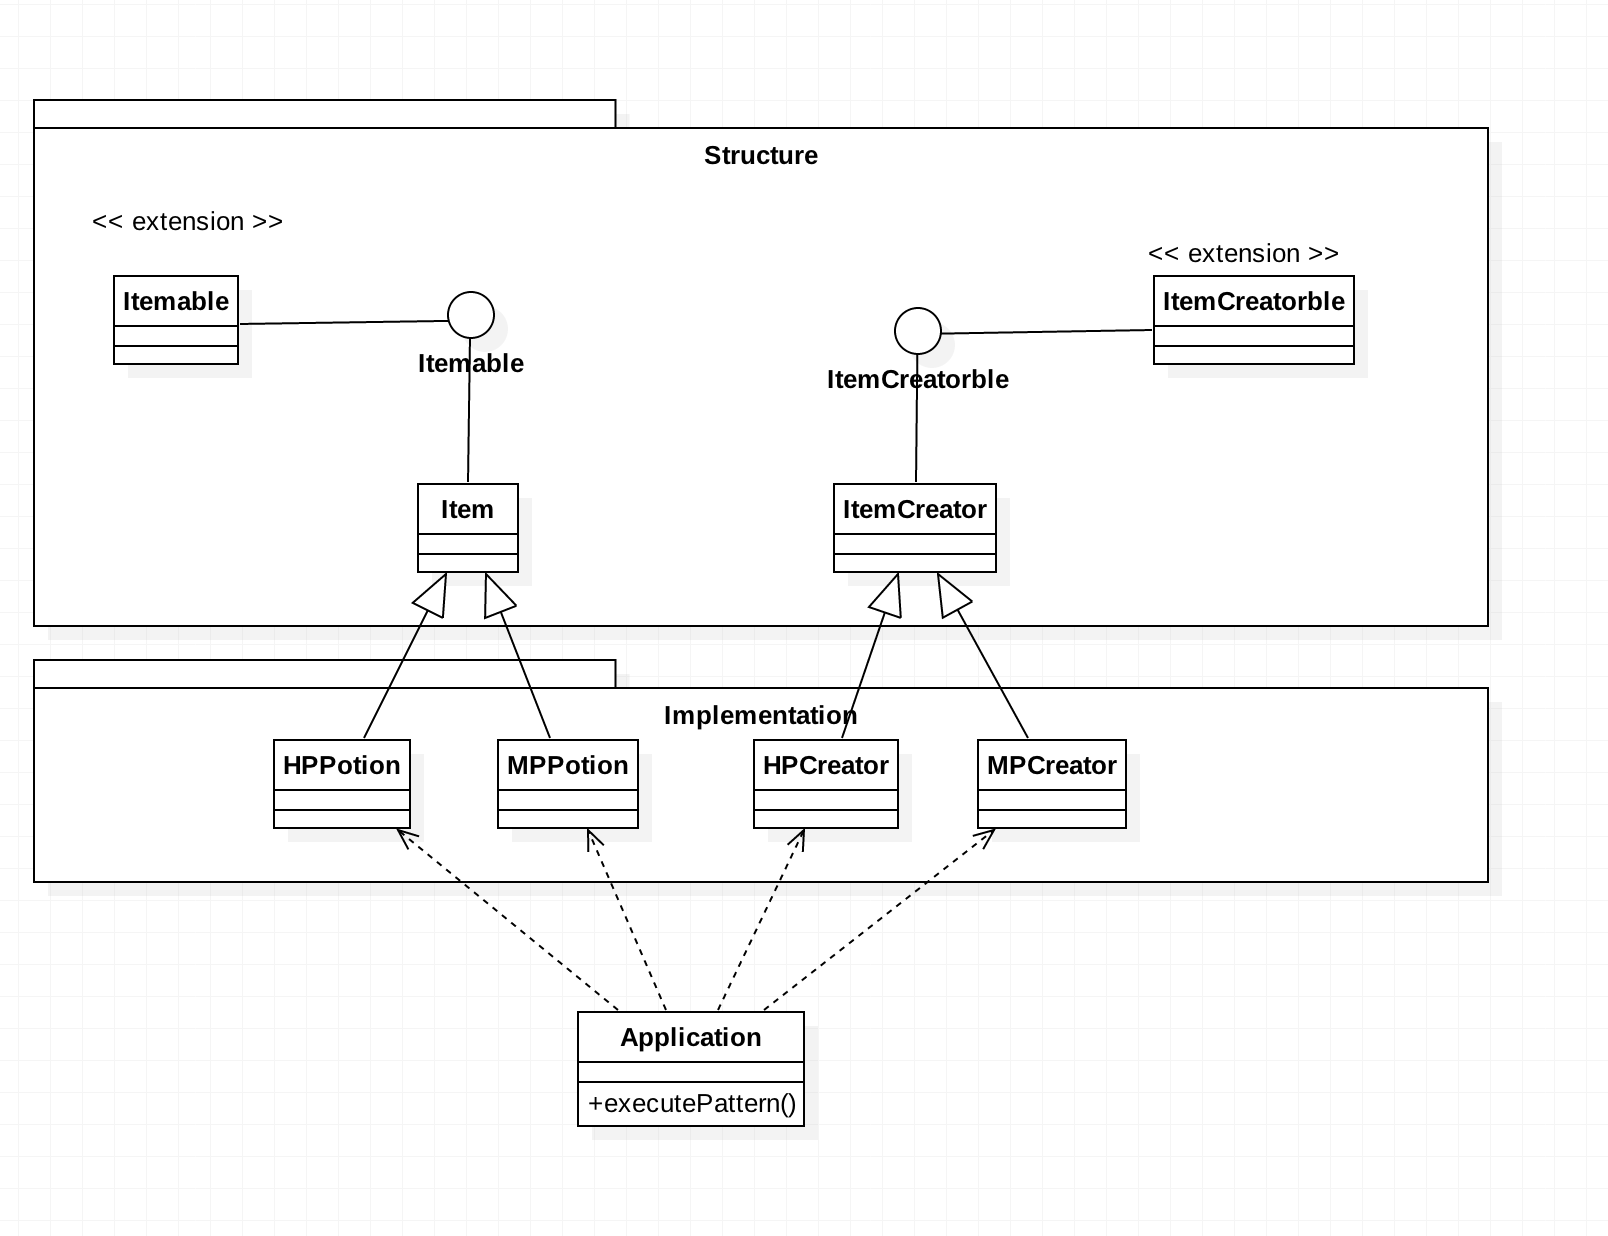 Structure
<< extension >>
<< extension >>
Itemable
ItemCreatorble
Itemable
ItemCreatorble
Item
ItemCreator
Implementation
HPPotion
MPPotion
HPCreator
MPCreator
Application
+executePattern()